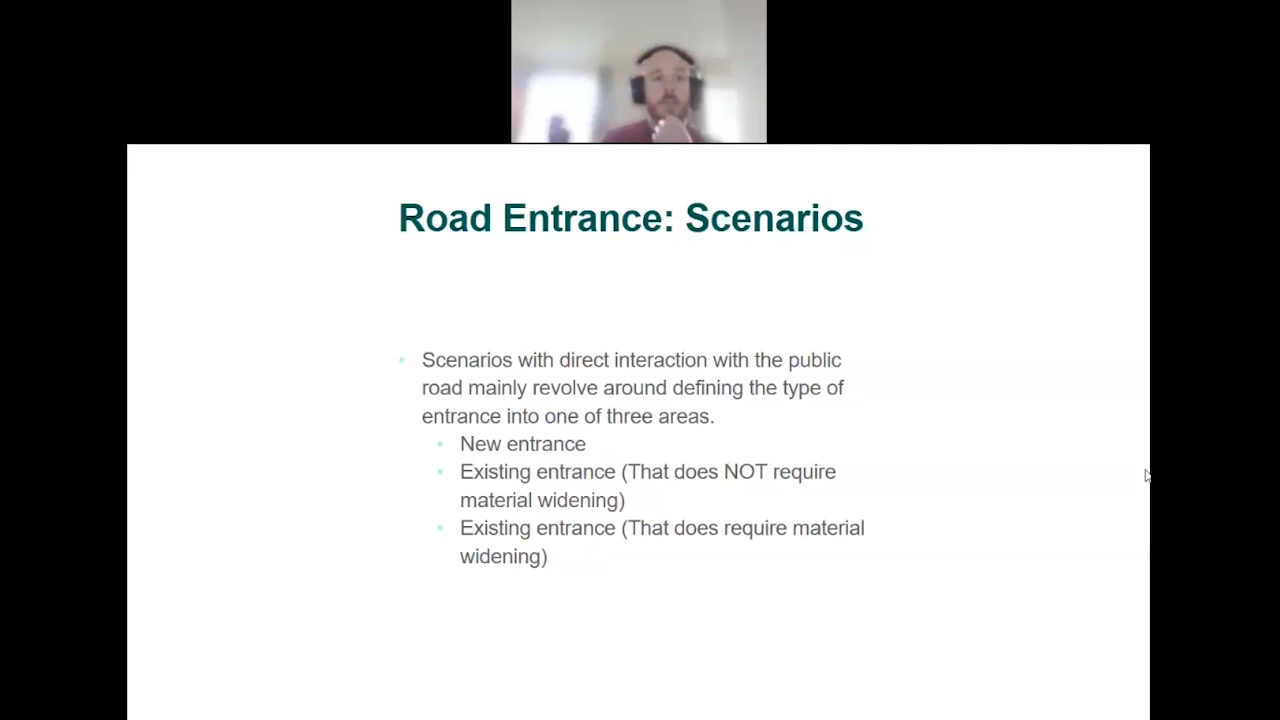 Road Entrance: Scenarios
Scenarios with direct interaction with the public
road mainly revolve around defining the type of
entrance into one of three areas.
New entrance
Existing entrance (That does NOT require
material widening)
Existing entrance (That does require material
widening)